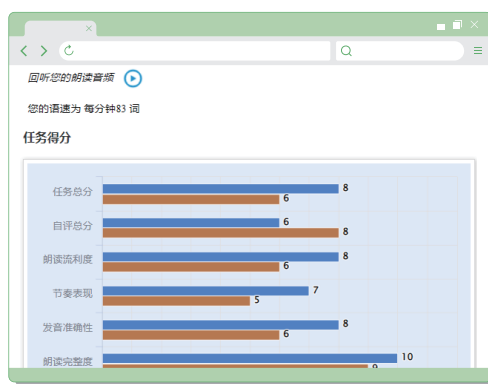 回听您的朗读音频
您的语速为 每分钟83 词
任务得分
任务总分 8
6
自评总分 6
8
朗读流利度 8
6
节奏表现 7
5
发音准确性 8
6
朗读完整度 10
9